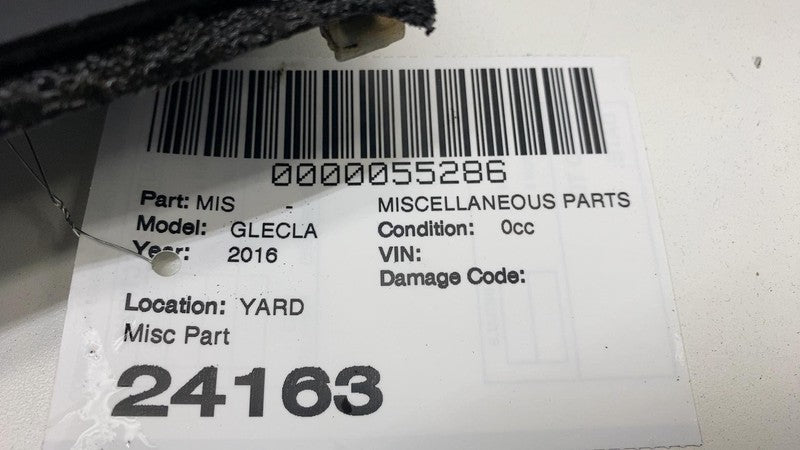 0000055286
Part: MIS - MISCELLANEOUS PARTS
Model: GLECLA Condition: 0cc
Year: 2016 VIN:
Damage Code:
Location: YARD
Misc Part
24163